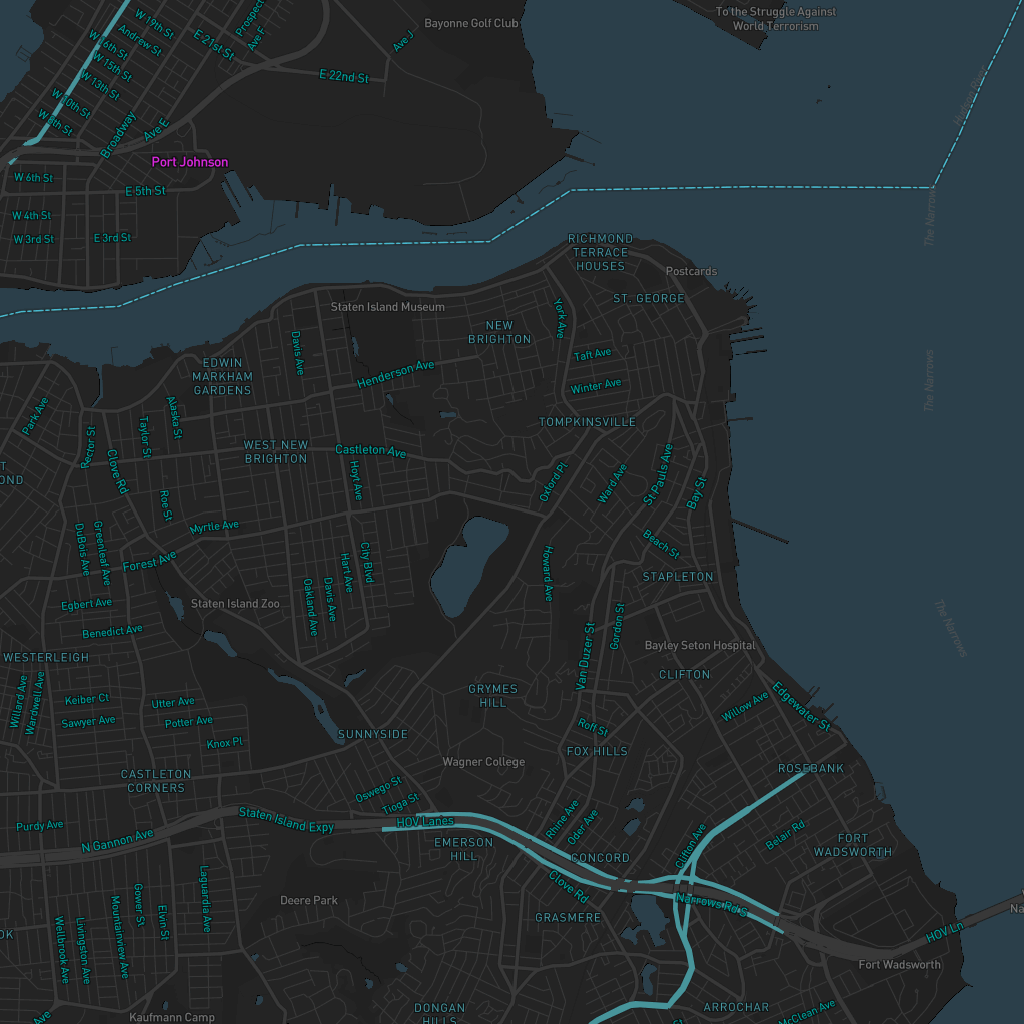 To the Struggle Against
World Terrorism
Bayonne Golf Club
W 19th St
Prospect
Ave F
Andrew St
E 21st St
Ave J
W 16th St
W 15th St
E 22nd St
W 13th St
W 10th St
Hudson River
W 8th St
Broadway
Ave E
Port Johnson
W 6th St
E 5th St
W 4th St
The Narrows
W 3rd St
E 3rd St
RICHMOND
TERRACE
HOUSES
Postcards
ST. GEORGE
Staten Island Museum
York Ave
NEW
BRIGHTON
Davis Ave
Taft Ave
EDWIN
MARKHAM
GARDENS
Henderson Ave
Winter Ave
The Narrows
Park Ave
Alaska St
Taylor St
TOMPKINSVILLE
Rector St
WEST NEW
BRIGHTON
Castleton Ave
Clove Rd
Hoyt Ave
Oxford Pl
Ward Ave
St Pauls Ave
Bay St
OND
Roe St
Myrtle Ave
DuBois Ave
Greenleaf Ave
Forest Ave
City Blvd
Hart Ave
Howard Ave
Beach St
STAPLETON
Davis Ave
Oakland Ave
Egbert Ave
Staten Island Zoo
Benedict Ave
Gordon St
The Narrows
Van Duzer St
Bayley Seton Hospital
WESTERLEIGH
CLIFTON
Willard Ave
Wardwell Ave
Keiber Ct
Utter Ave
GRYMES
HILL
Edgewater St
Willow Ave
Sawyer Ave
Potter Ave
Knox Pl
SUNNYSIDE
Roff St
FOX HILLS
Wagner College
CASTLETON
CORNERS
ROSEBANK
Oswego St
Tioga St
Staten Island Expy
HOV Lanes
Purdy Ave
N Gannon Ave
Rhine Ave
Oder Ave
Belair Rd
Clifton Ave
EMERSON
HILL
CONCORD
FORT
WADSWORTH
Clove Rd
Laguardia Ave
Deere Park
Narrows Rd S
GRASMERE
Na
HOV Ln
Gower St
Mountainview Ave
Elvin St
Livingston Ave
Wellbrook Ave
OK
Fort Wadsworth
ARROCHAR
McClean Ave
DONGAN
HILLS
Kaufmann Camp
Ave
St